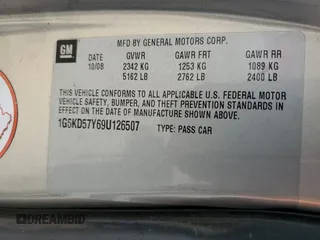 GM
MFD BY GENERAL MOTORS CORP.
DATE GVWR GAWR FRT GAWR RR
10/08 2342 KG 1253 KG 1089 KG
5162 LB 2762 LB 2400 LB
THIS VEHICLE CONFORMS TO ALL APPLICABLE U.S. FEDERAL MOTOR
VEHICLE SAFETY, BUMPER, AND THEFT PREVENTION STANDARDS IN
EFFECT ON THE DATE OF MANUFACTURE SHOWN ABOVE.
1G6KD57Y69U126507 TYPE: PASS CAR
DREAMBID